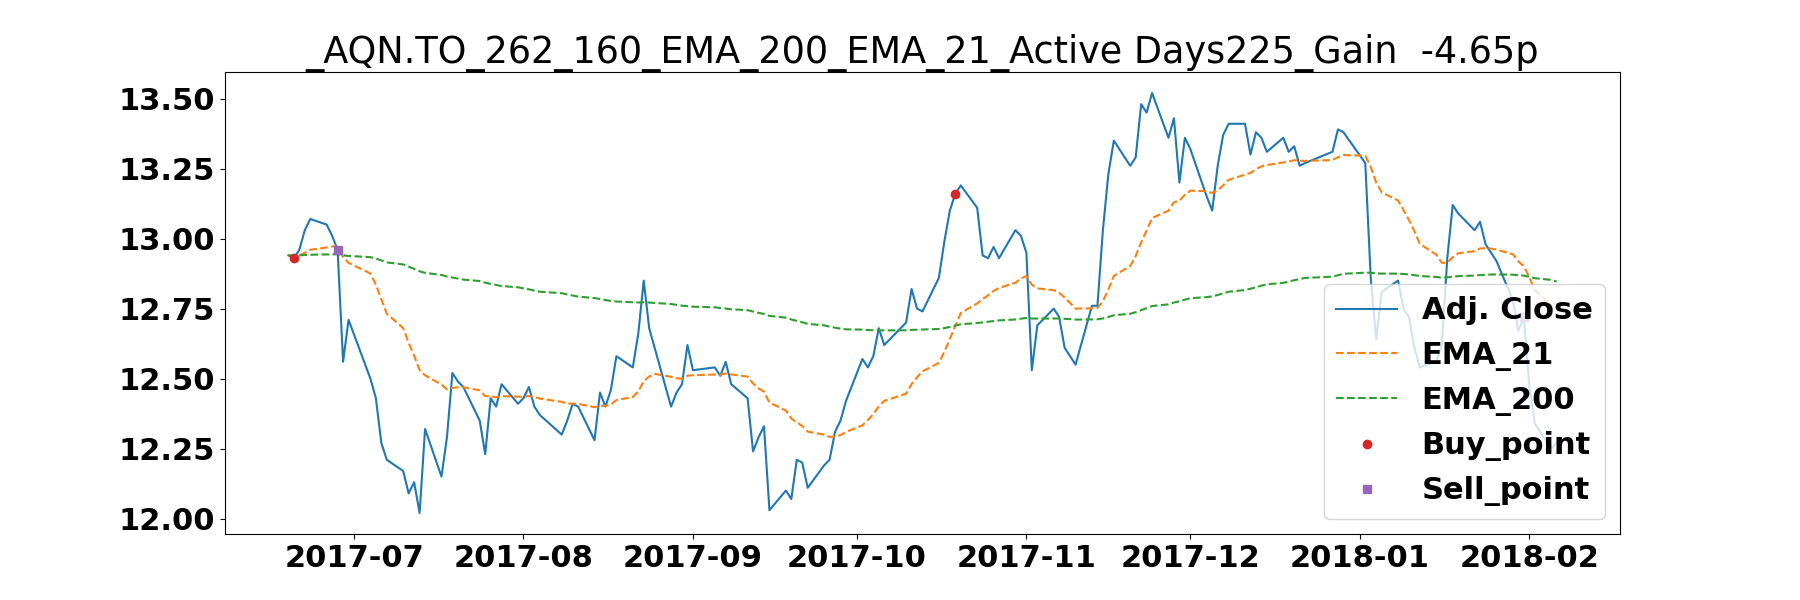 _AQN.TO_262_160_EMA_200_EMA_21_Active Days225_Gain  -4.65p
13.50
13.25
13.00
12.75
12.50
12.25
12.00
Adj. Close
EMA_21
EMA_200
Buy_point
Sell_point
2017-07 2017-08 2017-09 2017-10 2017-11 2017-12 2018-01 2018-02